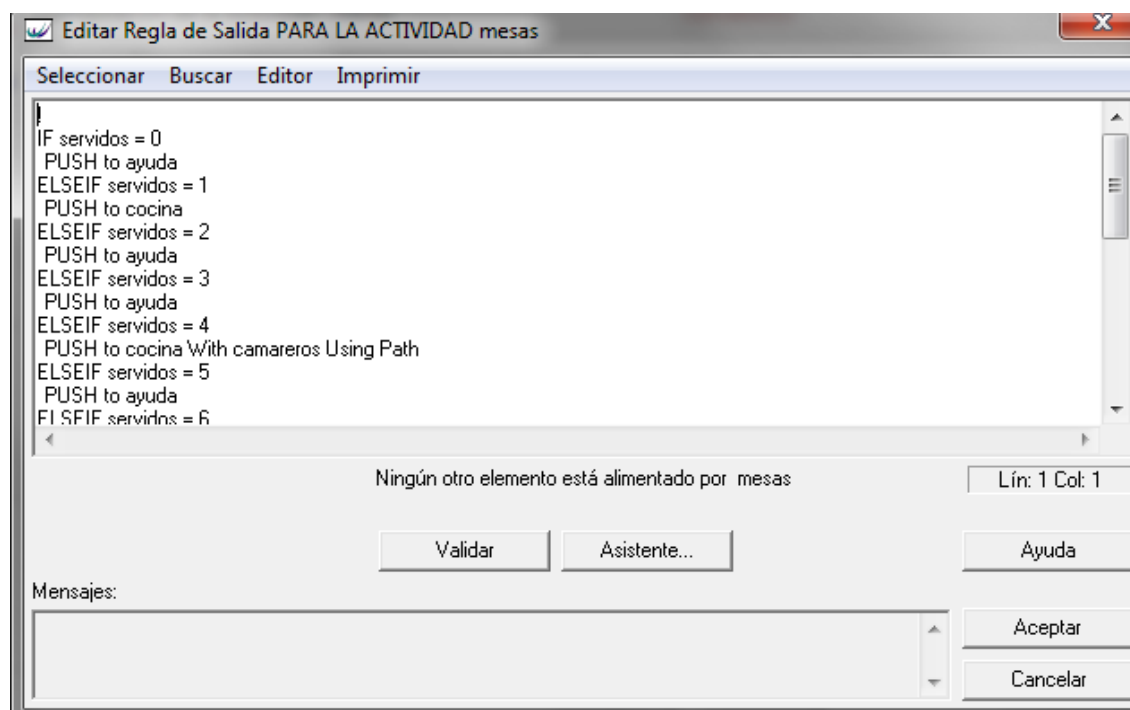 Editar Regla de Salida PARA LA ACTIVIDAD mesas
Seleccionar Buscar Editor Imprimir
IF servidos = 0
PUSH to ayuda
ELSEIF servidos = 1
PUSH to cocina
ELSEIF servidos = 2
PUSH to ayuda
ELSEIF servidos = 3
PUSH to ayuda
ELSEIF servidos = 4
PUSH to cocina With camareros Using Path
ELSEIF servidos = 5
PUSH to ayuda
ELSEIF servidos = 6
Ningún otro elemento está alimentado por mesas
Lín: 1 Col: 1
Validar
Asistente...
Ayuda
Mensajes:
Aceptar
Cancelar